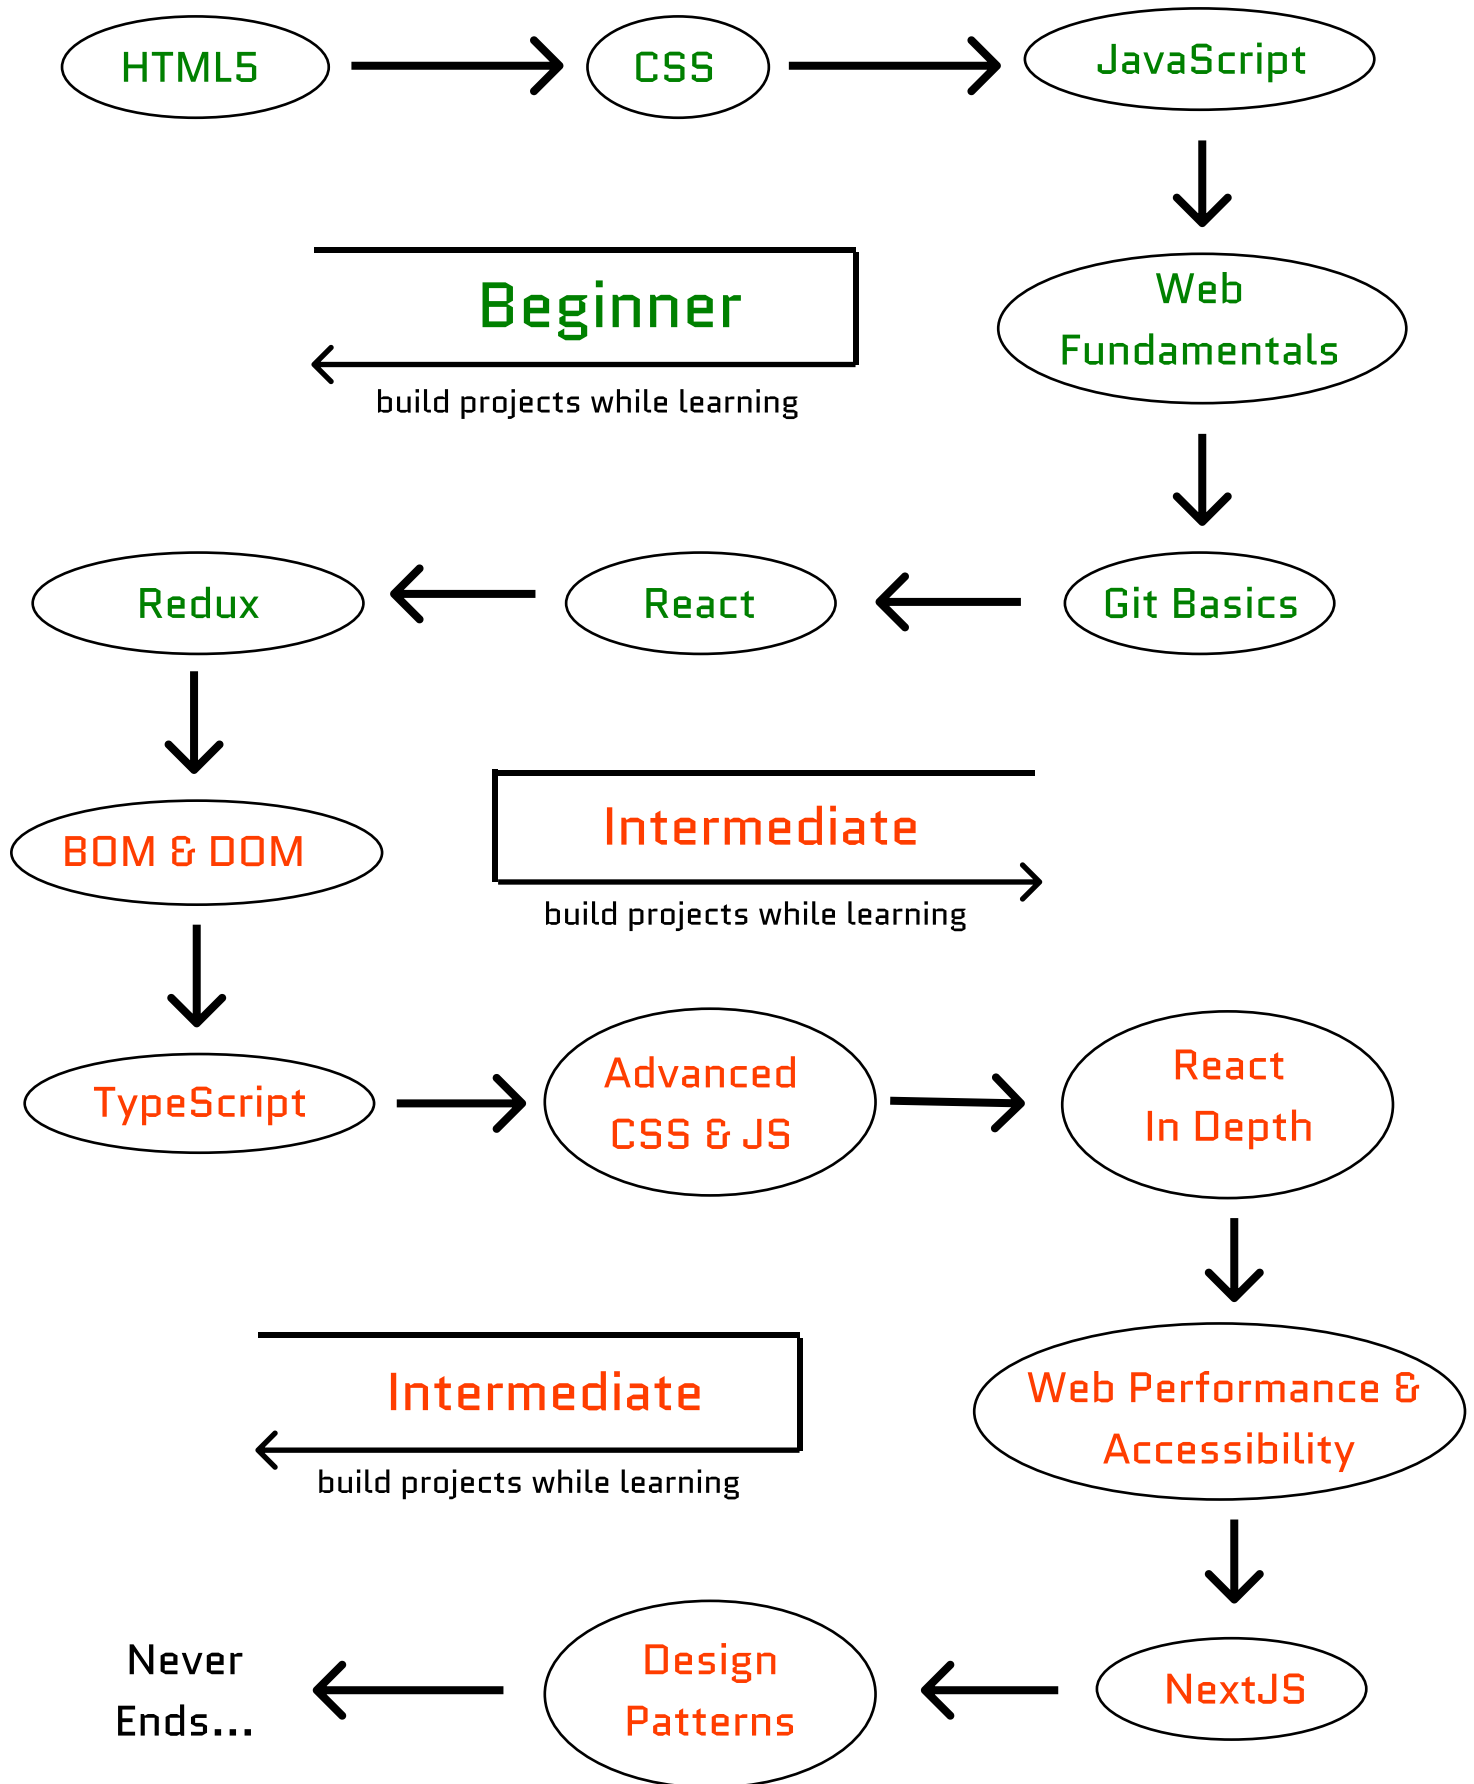 HTML5
CSS
JavaScript
Beginner
build projects while learning
Web
Fundamentals
Git Basics
React
Redux
BOM & DOM
Intermediate
build projects while learning
TypeScript
Advanced
CSS & JS
React
In Depth
Web Performance &
Accessibility
Intermediate
build projects while learning
NextJS
Design
Patterns
Never
Ends...